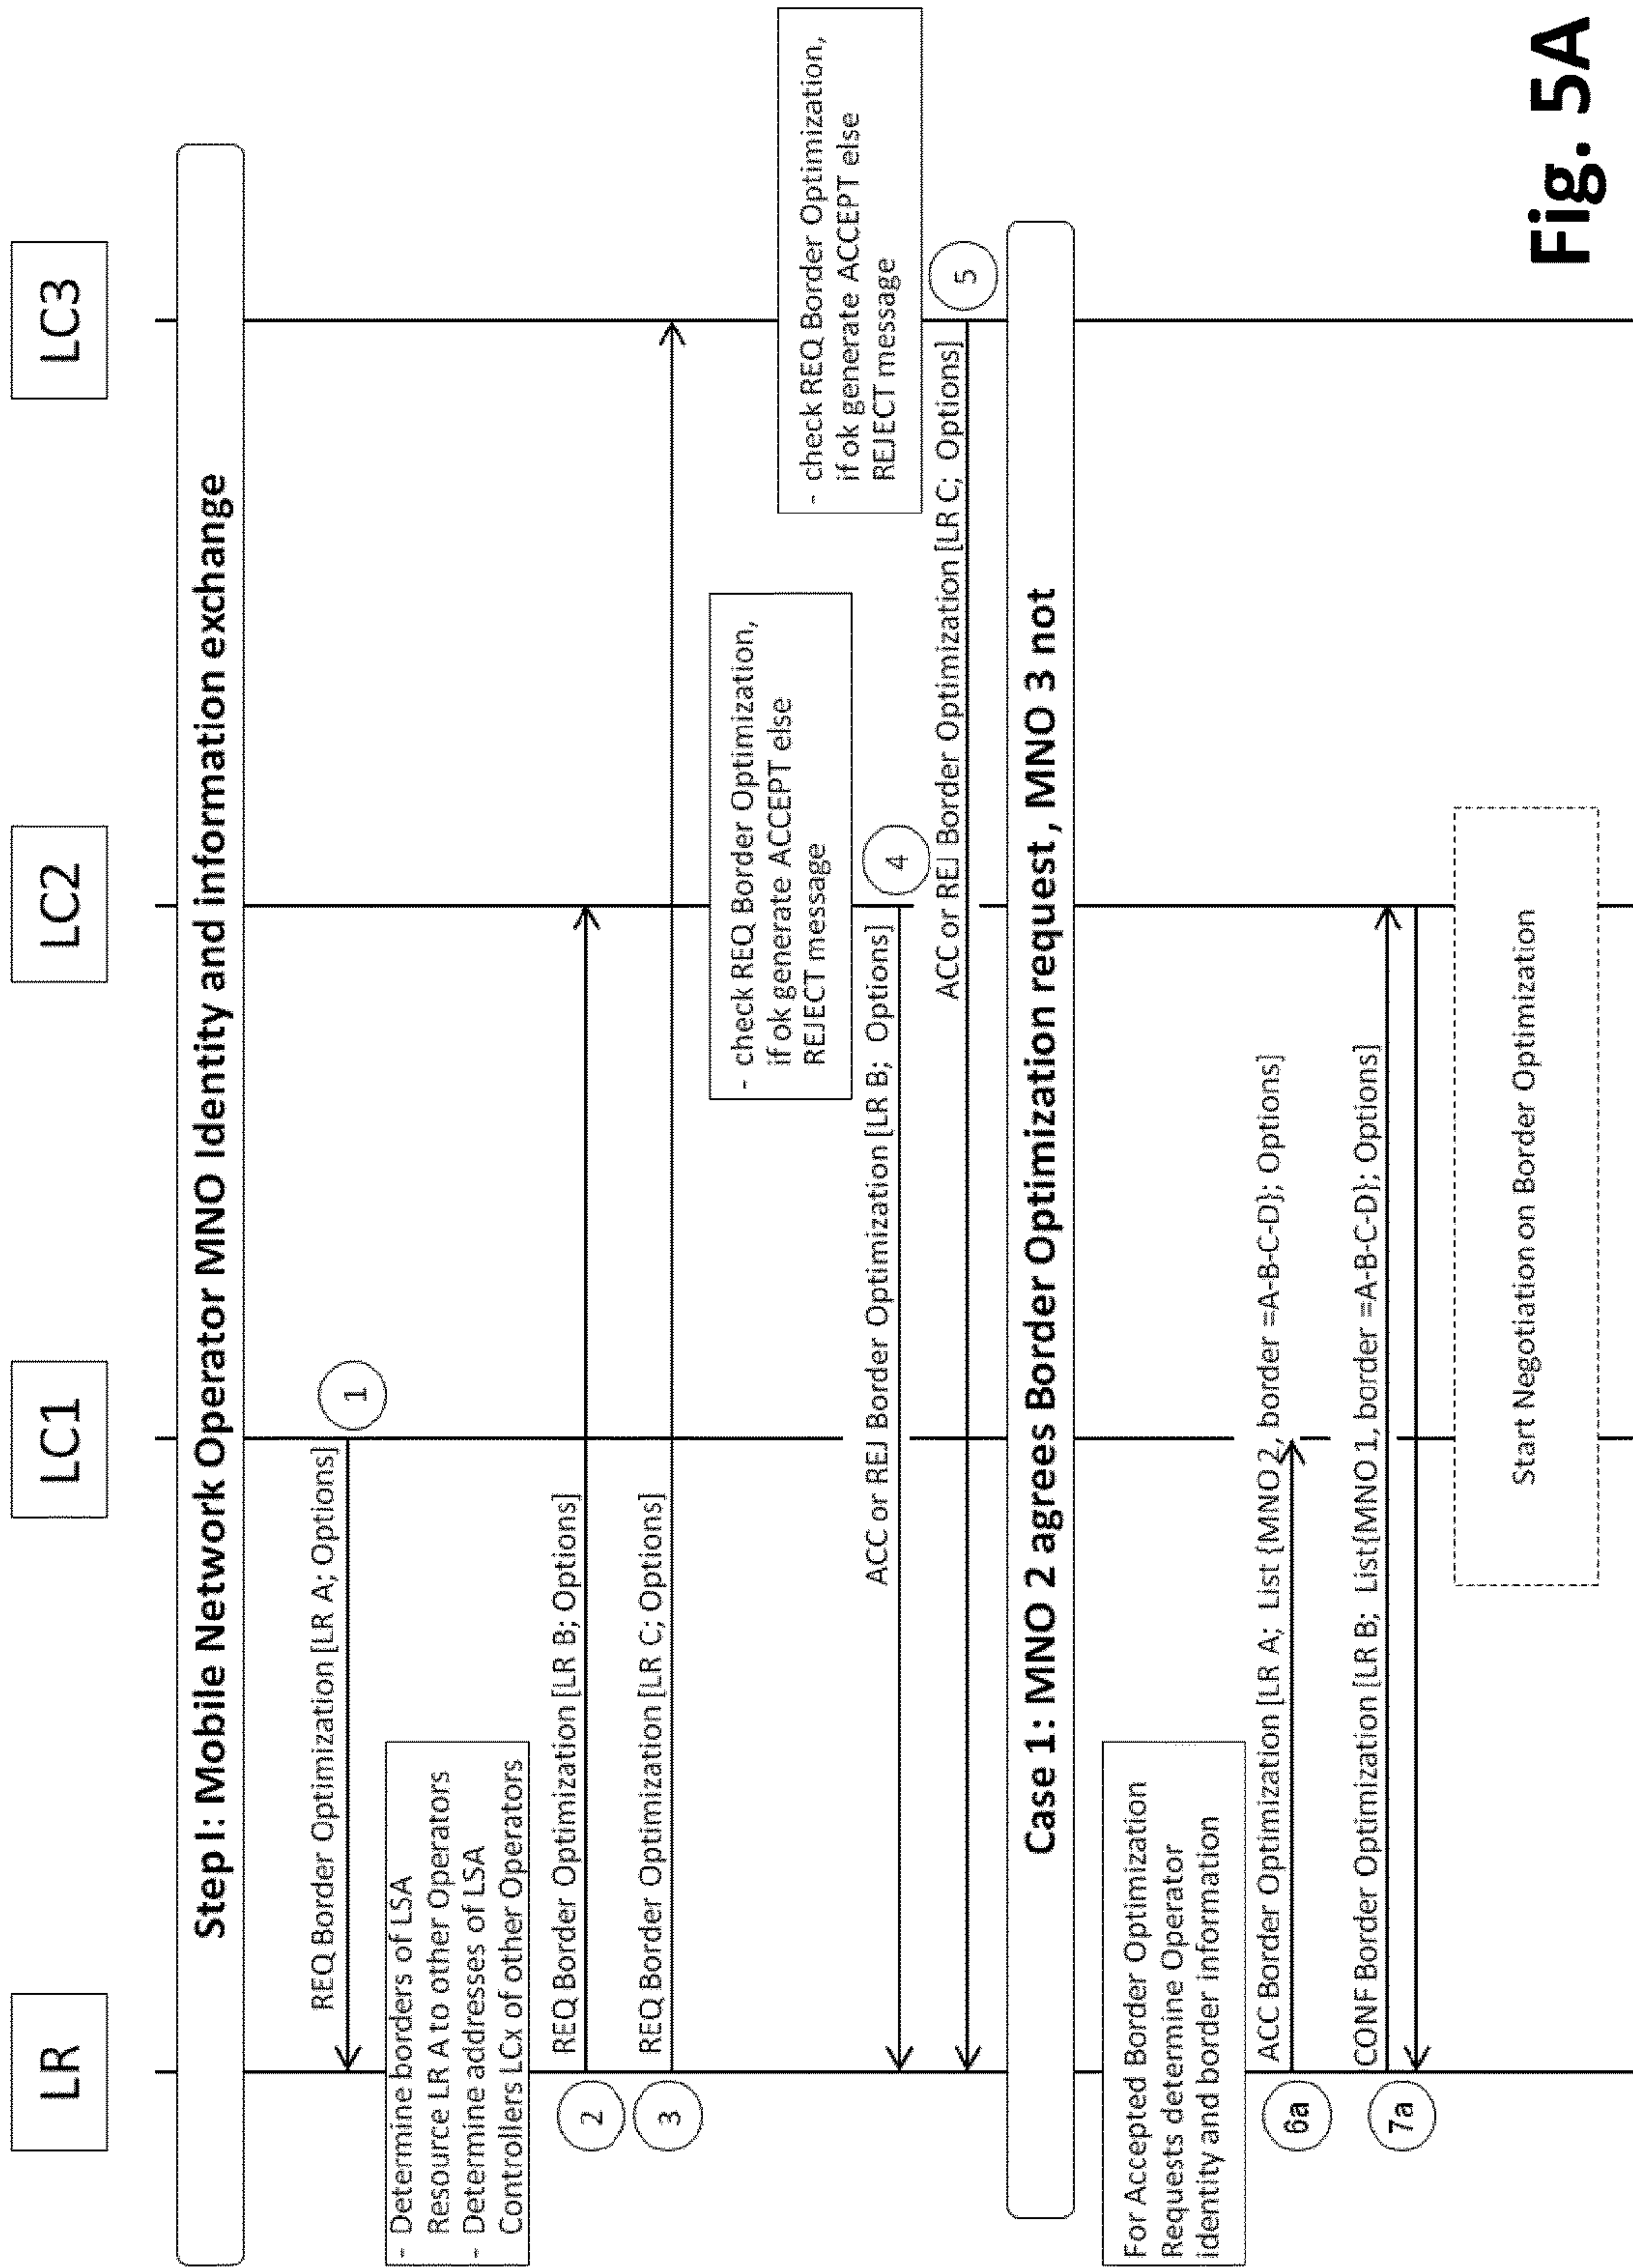 LR
LC1
LC2
LC3
Step I: Mobile Network Operator MNO Identity and information exchange
REQ Border Optimization [LR A; Options]
1
- Determine borders of LSA
Resource LR A to other Operators
- Determine addresses of LSA
Controllers LCx of other Operators
REQ Border Optimization [LR B; Options]
2
REQ Border Optimization [LR C; Options]
3
- check REQ Border Optimization,
if ok generate ACCEPT else
REJECT message
- check REQ Border Optimization,
if ok generate ACCEPT else
REJECT message
ACC or REJ Border Optimization [LR B; Options]
4
ACC or REJ Border Optimization [LR C; Options]
5
Case 1: MNO 2 agrees Border Optimization request, MNO 3 not
For Accepted Border Optimization
Requests determine Operator
identity and border information
ACC Border Optimization [LR A; List {MNO 2, border =A-B-C-D}; Options]
6a
CONF Border Optimization [LR B; List{MNO 1, border =A-B-C-D}; Options]
7a
Start Negotiation on Border Optimization
Fig. 5A